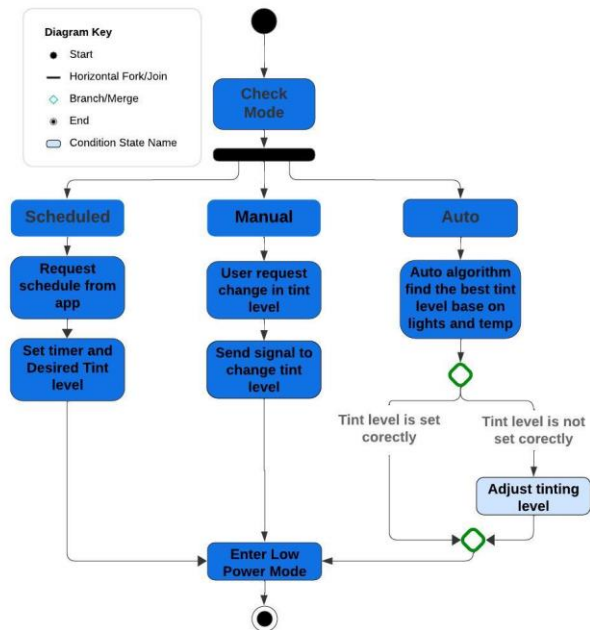 Diagram Key
Start
Horizontal Fork/Join
Branch/Merge
End
Condition State Name
Check
Mode
Scheduled
Manual
Auto
Request
schedule from
app
User request
change in tint
level
Auto algorithm
find the best tint
level base on
lights and temp
Set timer and
Desired Tint
level
Send signal to
change tint
level
Tint level is set
corectly
Tint level is not
set corectly
Adjust tinting
level
Enter Low
Power Mode